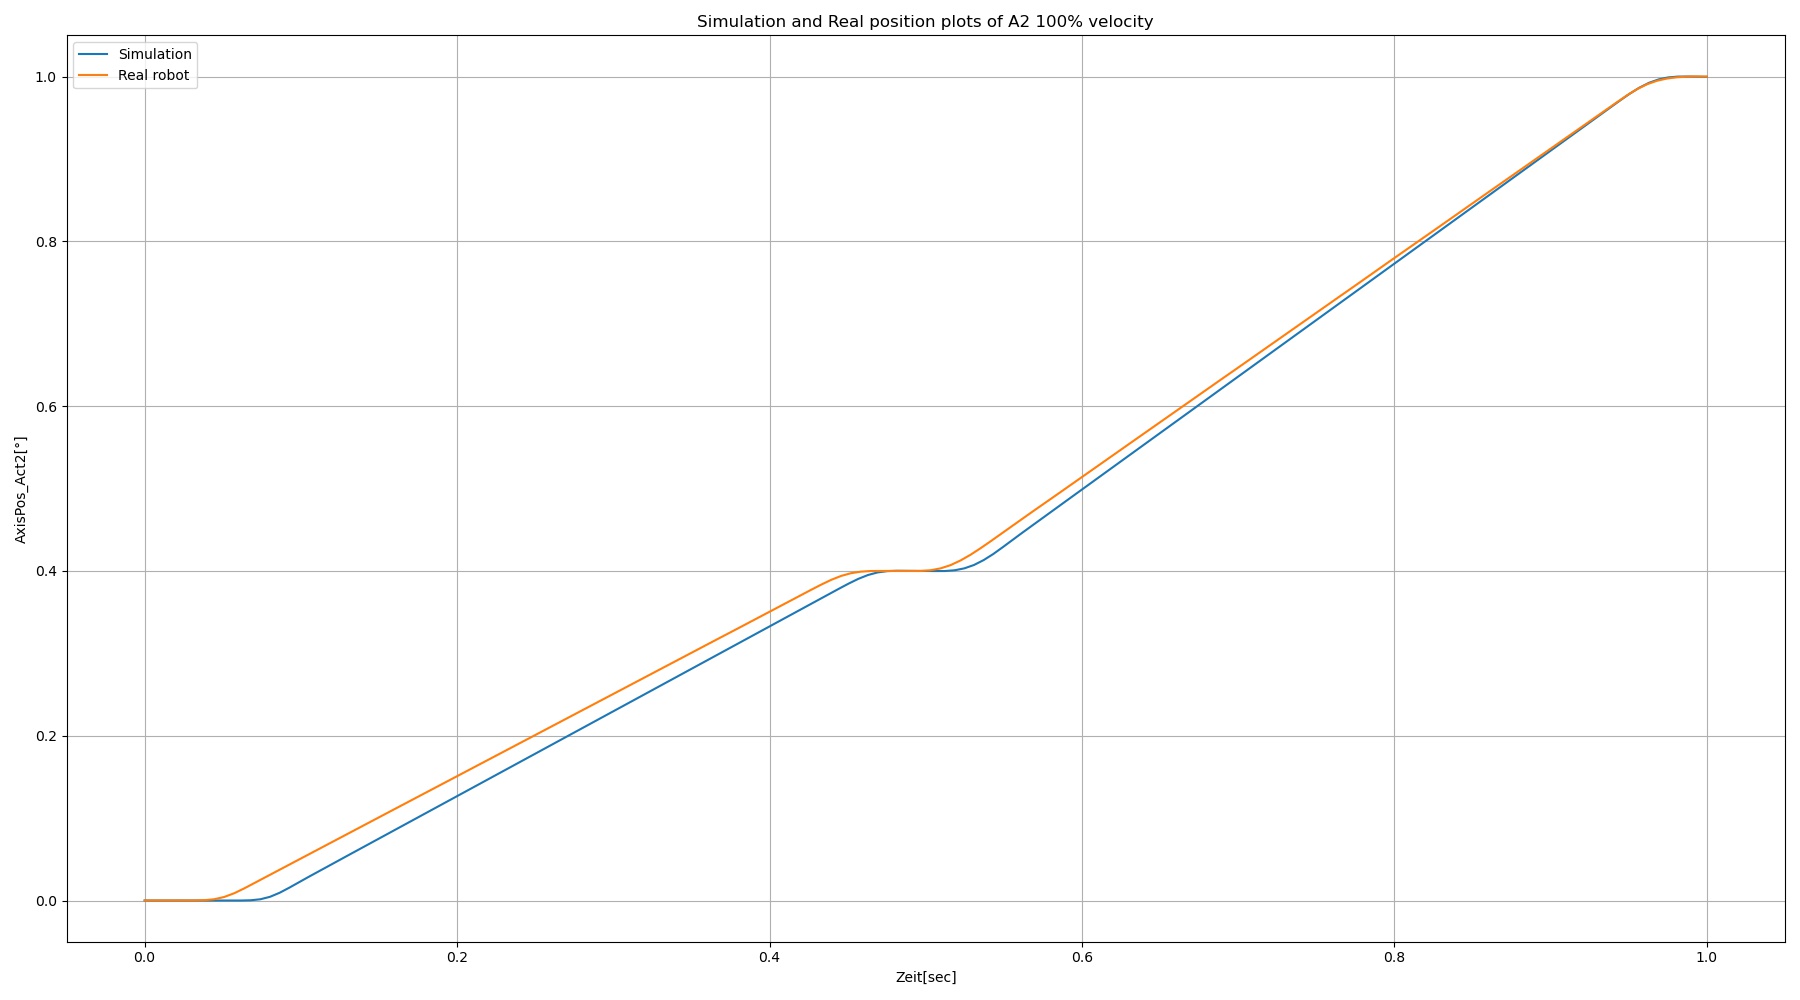 Simulation and Real position plots of A2 100% velocity
Simulation
Real robot
1.0
0.8
0.6
0.4
0.2
0.0
AxisPos_Act2[°]
0.0 0.2 0.4 0.6 0.8 1.0
Zeit[sec]